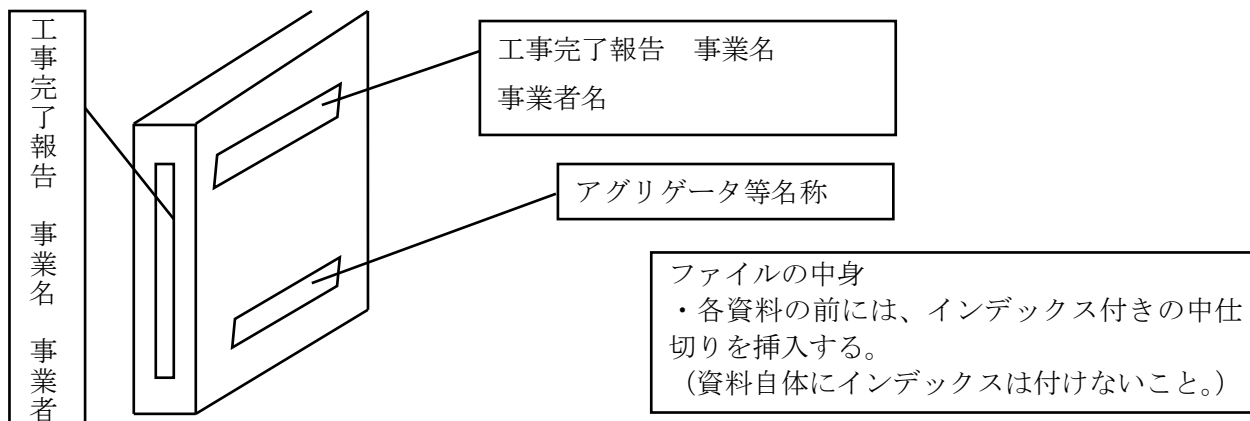 工事完了報告　事業名　事業者
工事完了報告　事業名
事業者名
アグリゲータ等名称
ファイルの中身
・各資料の前には、インデックス付きの中仕
切りを挿入する。
（資料自体にインデックスは付けないこと。）